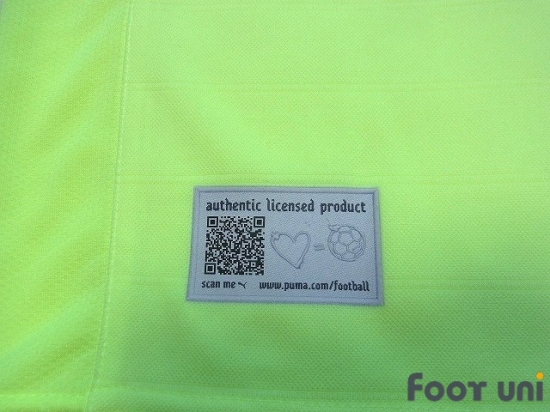 authentic licensed product
=
scan me www.puma.com/football
Foot uni